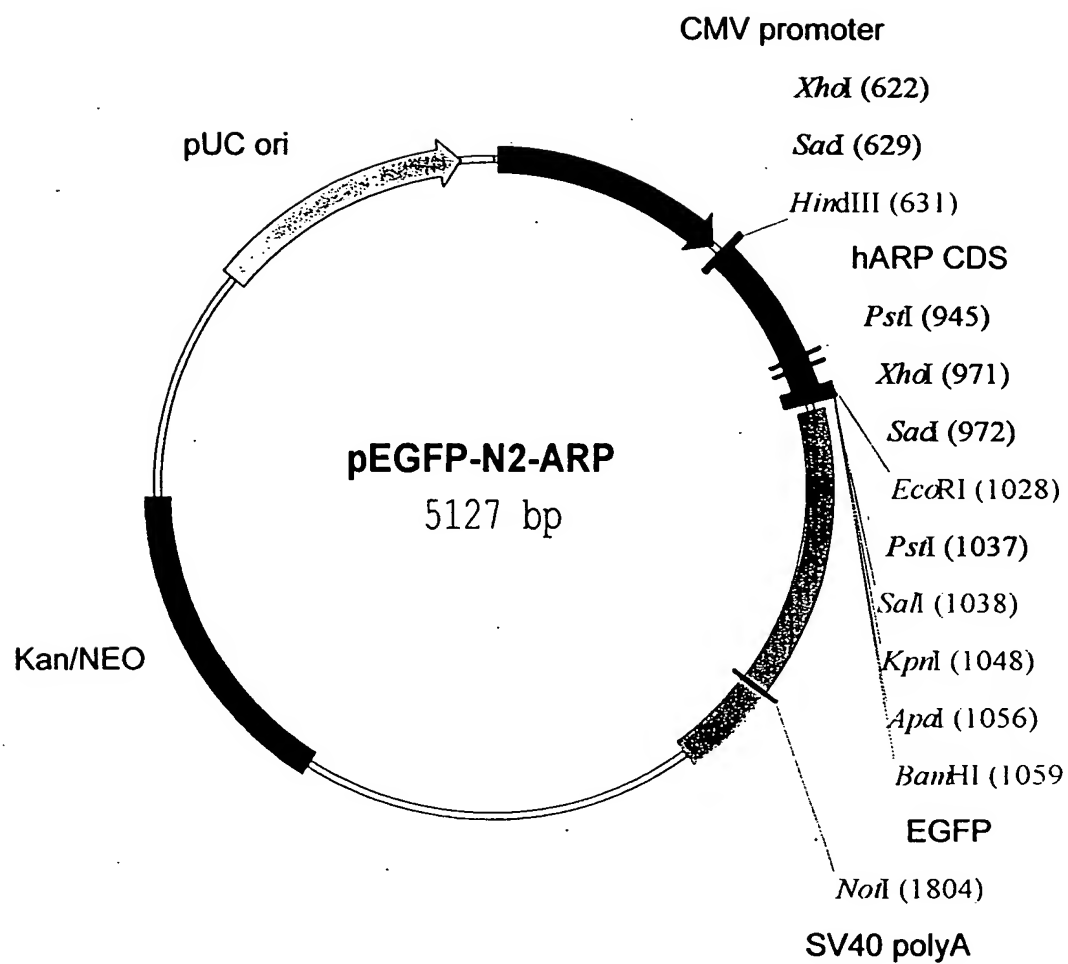 CMV promoter
XhoI (622)
pUC ori
SacI (629)
HindIII (631)
hARP CDS
PstI (945)
XhoI (971)
SacI (972)
pEGFP-N2-ARP
5127 bp
EcoRI (1028)
PstI (1037)
SalI (1038)
Kan/NEO
KpnI (1048)
ApaI (1056)
BamHI (1059
EGFP
NotI (1804)
SV40 polyA